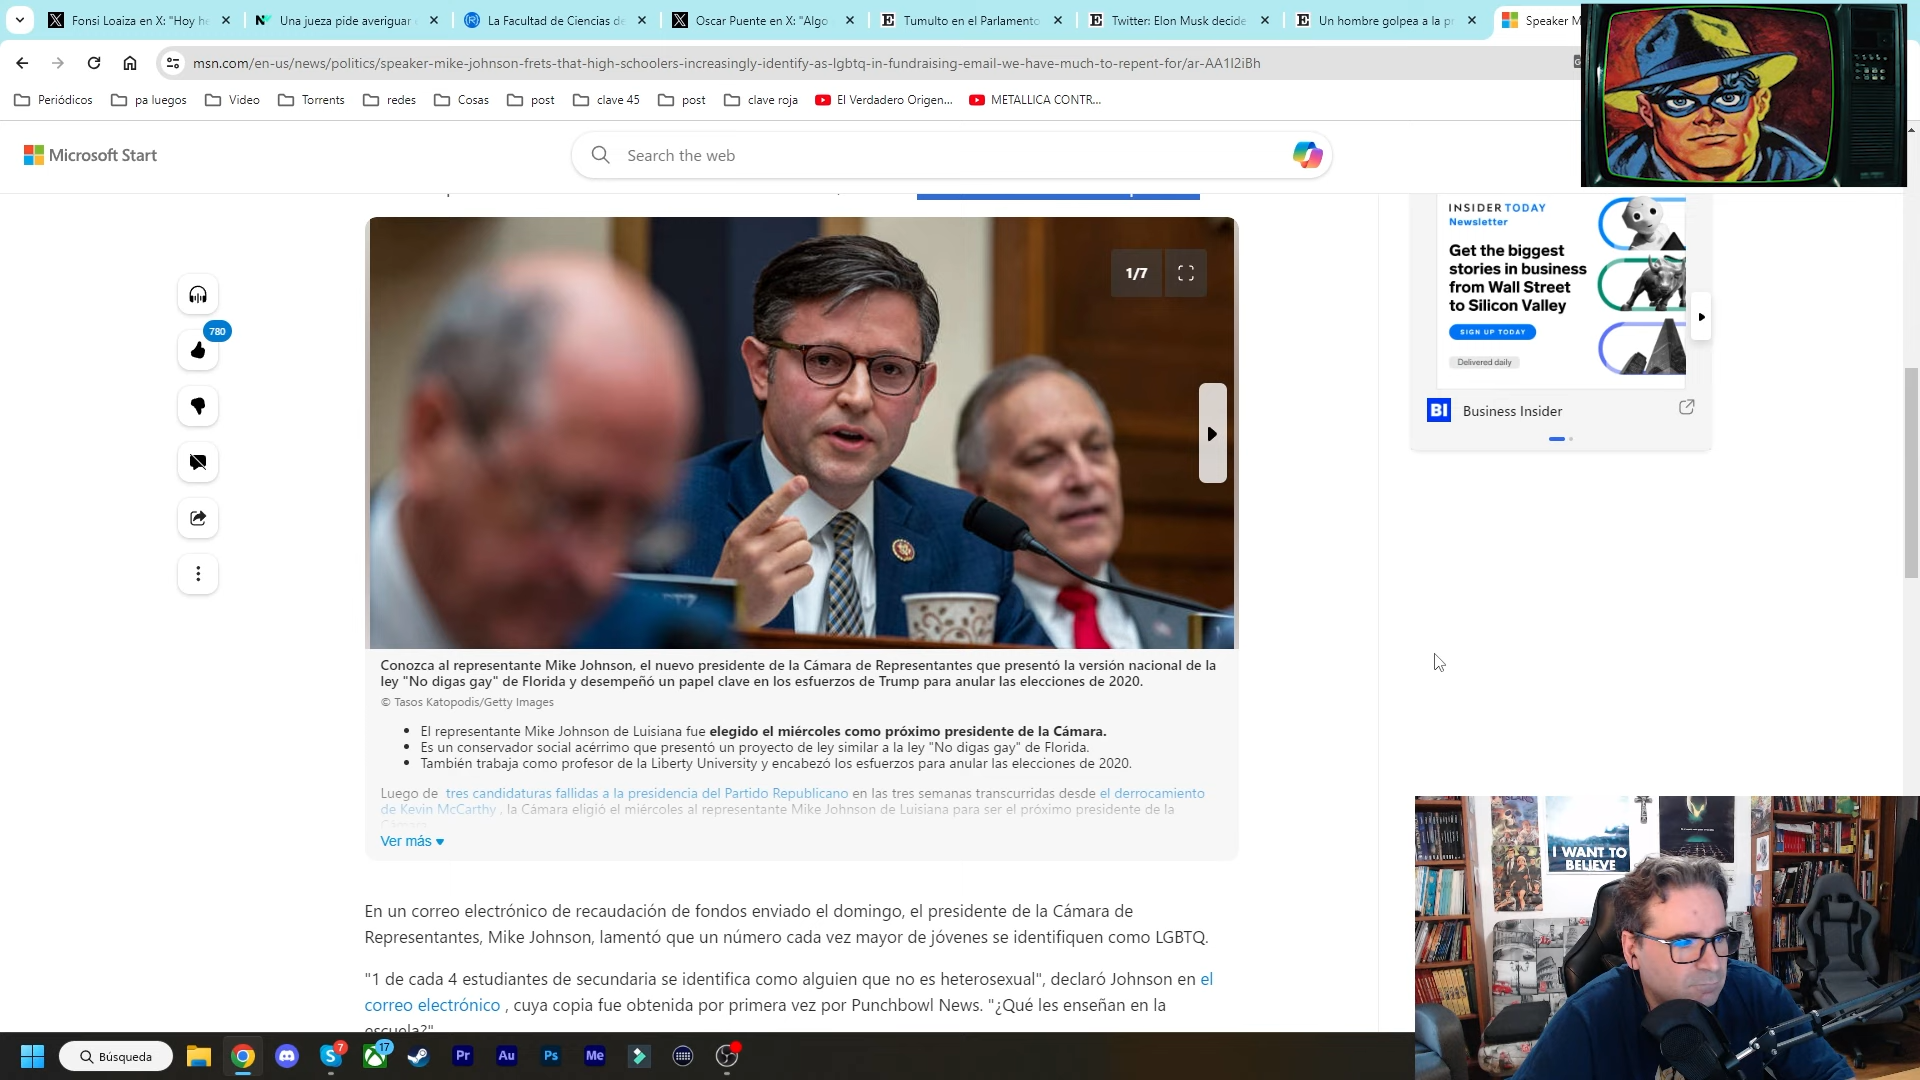 Fonsi Loaiza en X: "Hoy he
Una jueza pide averiguar
La Facultad de Ciencias de
Oscar Puente en X: "Algo
Tumulto en el Parlamento
Twitter: Elon Musk decide
Un hombre golpea a la pr
Speaker M
msn.com/en-us/news/politics/speaker-mike-johnson-frets-that-high-schoolers-increasingly-identify-as-lgbtq-in-fundraising-email-we-have-much-to-repent-for/ar-AA1l2iBh
Periódicos
pa luegos
Video
Torrents
redes
Cosas
post
clave 45
post
clave roja
El Verdadero Origen...
METALLICA CONTR...
Microsoft Start
Search the web
1/7
INSIDER TODAY
Newsletter
Get the biggest
stories in business
from Wall Street
to Silicon Valley
SIGN UP TODAY
Delivered daily
BI Business Insider
780
Conozca al representante Mike Johnson, el nuevo presidente de la Cámara de Representantes que presentó la versión nacional de la
ley "No digas gay" de Florida y desempeñó un papel clave en los esfuerzos de Trump para anular las elecciones de 2020.
© Tasos Katopodis/Getty Images
El representante Mike Johnson de Luisiana fue elegido el miércoles como próximo presidente de la Cámara.
Es un conservador social acérrimo que presentó un proyecto de ley similar a la ley "No digas gay" de Florida.
También trabaja como profesor de la Liberty University y encabezó los esfuerzos para anular las elecciones de 2020.
Luego de tres candidaturas fallidas a la presidencia del Partido Republicano en las tres semanas transcurridas desde el derrocamiento
de Kevin McCarthy , la Cámara eligió el miércoles al representante Mike Johnson de Luisiana para ser el próximo presidente de la
Cámara.
Ver más
En un correo electrónico de recaudación de fondos enviado el domingo, el presidente de la Cámara de
Representantes, Mike Johnson, lamentó que un número cada vez mayor de jóvenes se identifiquen como LGBTQ.
"1 de cada 4 estudiantes de secundaria se identifica como alguien que no es heterosexual", declaró Johnson en el
correo electrónico , cuya copia fue obtenida por primera vez por Punchbowl News. "¿Qué les enseñan en la
escuela?"
I WANT TO
BELIEVE
Búsqueda
7
17
Pr
Au
Ps
Me